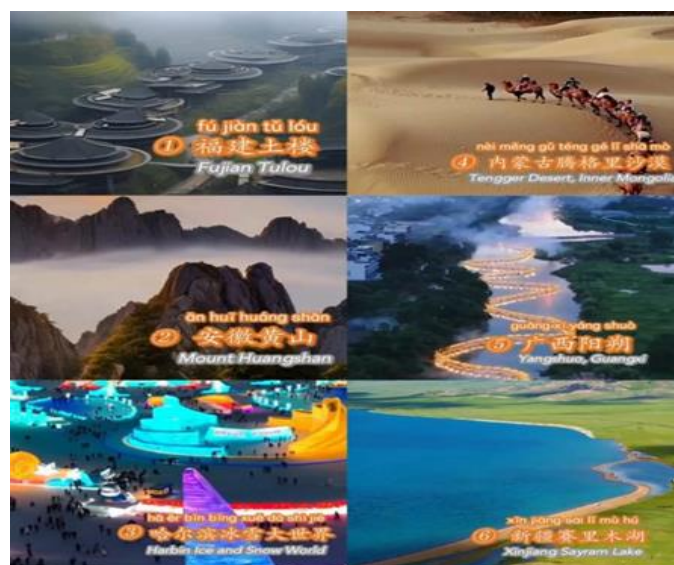 fú jiàn tǔ lóu
① 福建土楼
Fujian Tulou
ān huī huáng shān
② 安徽黄山
Mount Huangshan
hā ěr bīn bīng xuě dà shì jiè
③ 哈尔滨冰雪大世界
Harbin Ice and Snow World
nèi měng gǔ téng gé lǐ shā mò
④ 内蒙古腾格里沙漠
Tengger Desert, Inner Mongolia
guǎng xī yáng shuò
⑤ 广西阳朔
Yangshuo, Guangxi
xīn jiāng sài lǐ mù hú
⑥ 新疆赛里木湖
Xinjiang Sayram Lake